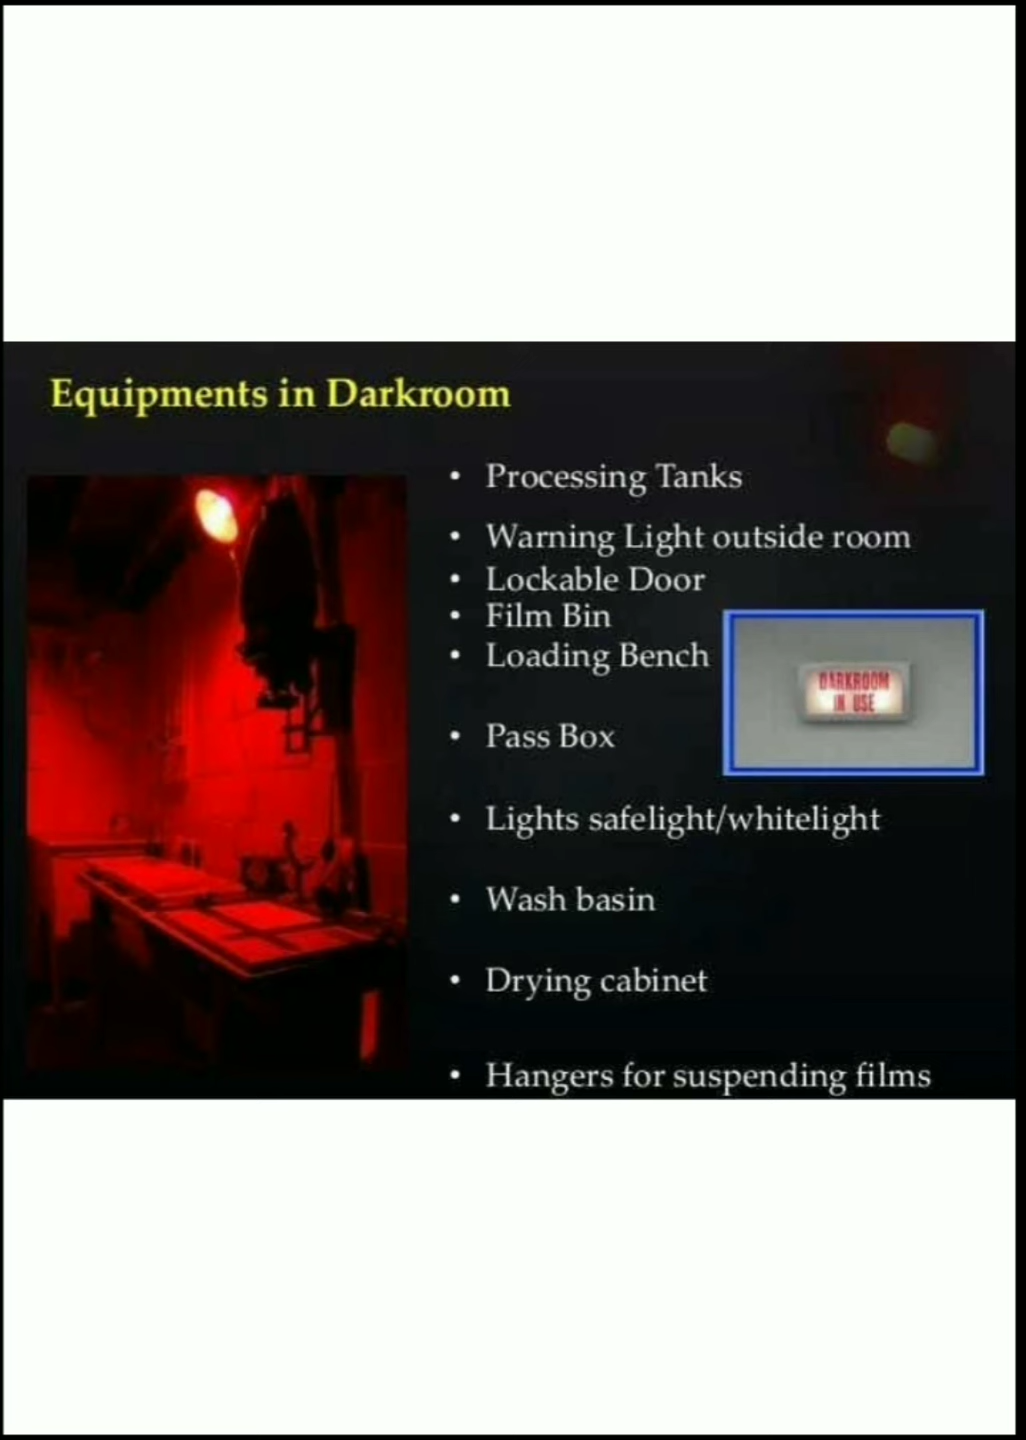 Equipments in Darkroom
• Processing Tanks
• Warning Light outside room
• Lockable Door
• Film Bin
• Loading Bench
DARKROOM
IN USE
• Pass Box
• Lights safelight/whitelight
• Wash basin
• Drying cabinet
• Hangers for suspending films